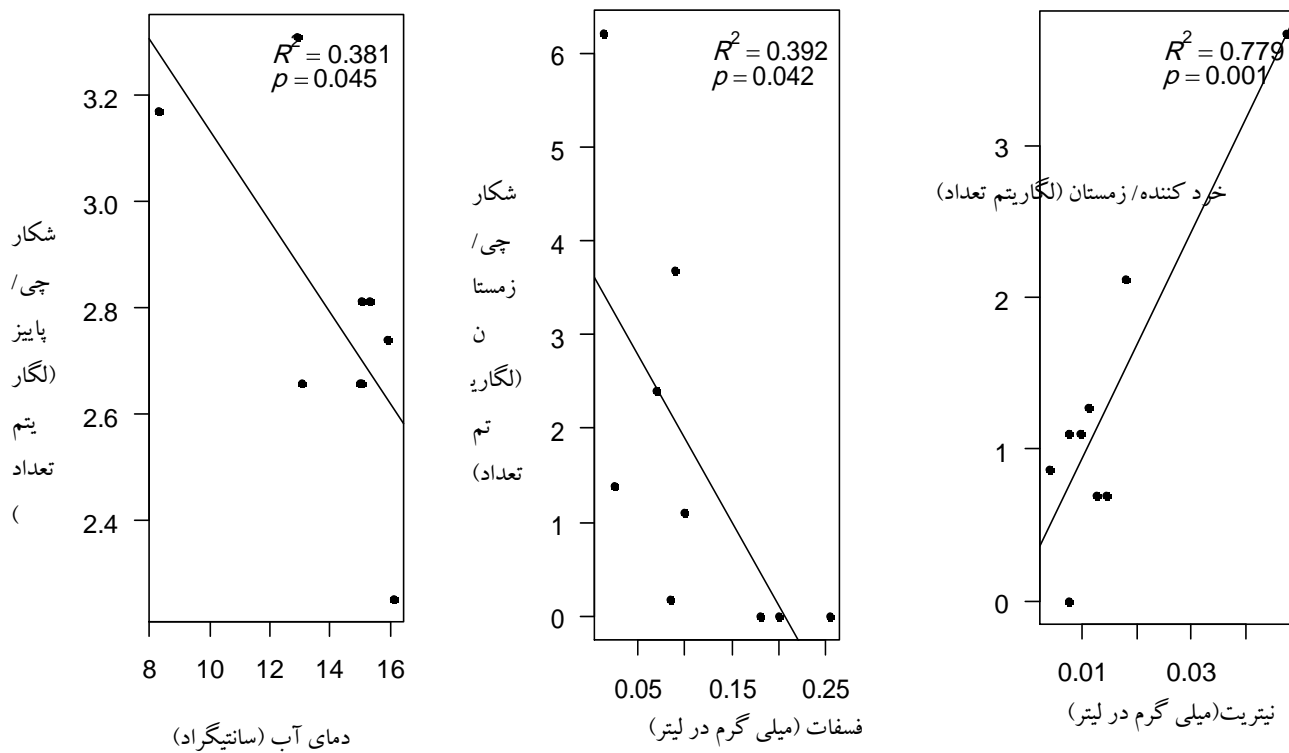 R² = 0.381
p = 0.045
3.2
3.0
2.8
2.6
2.4
شکار
چی/
پاییز
(لگار
یتم
تعداد
)
8 10 12 14 16
دمای آب (سانتیگراد)
R² = 0.392
p = 0.042
6
5
4
3
2
1
0
شکار
چی/
زمستا
ن
(لگاری
تم
تعداد)
0.05 0.15 0.25
فسفات (میلی گرم در لیتر)
R² = 0.779
p = 0.001
3
2
1
0
خرد کننده/ زمستان (لگاریتم تعداد)
0.01 0.03
نیتریت(میلی گرم در لیتر)